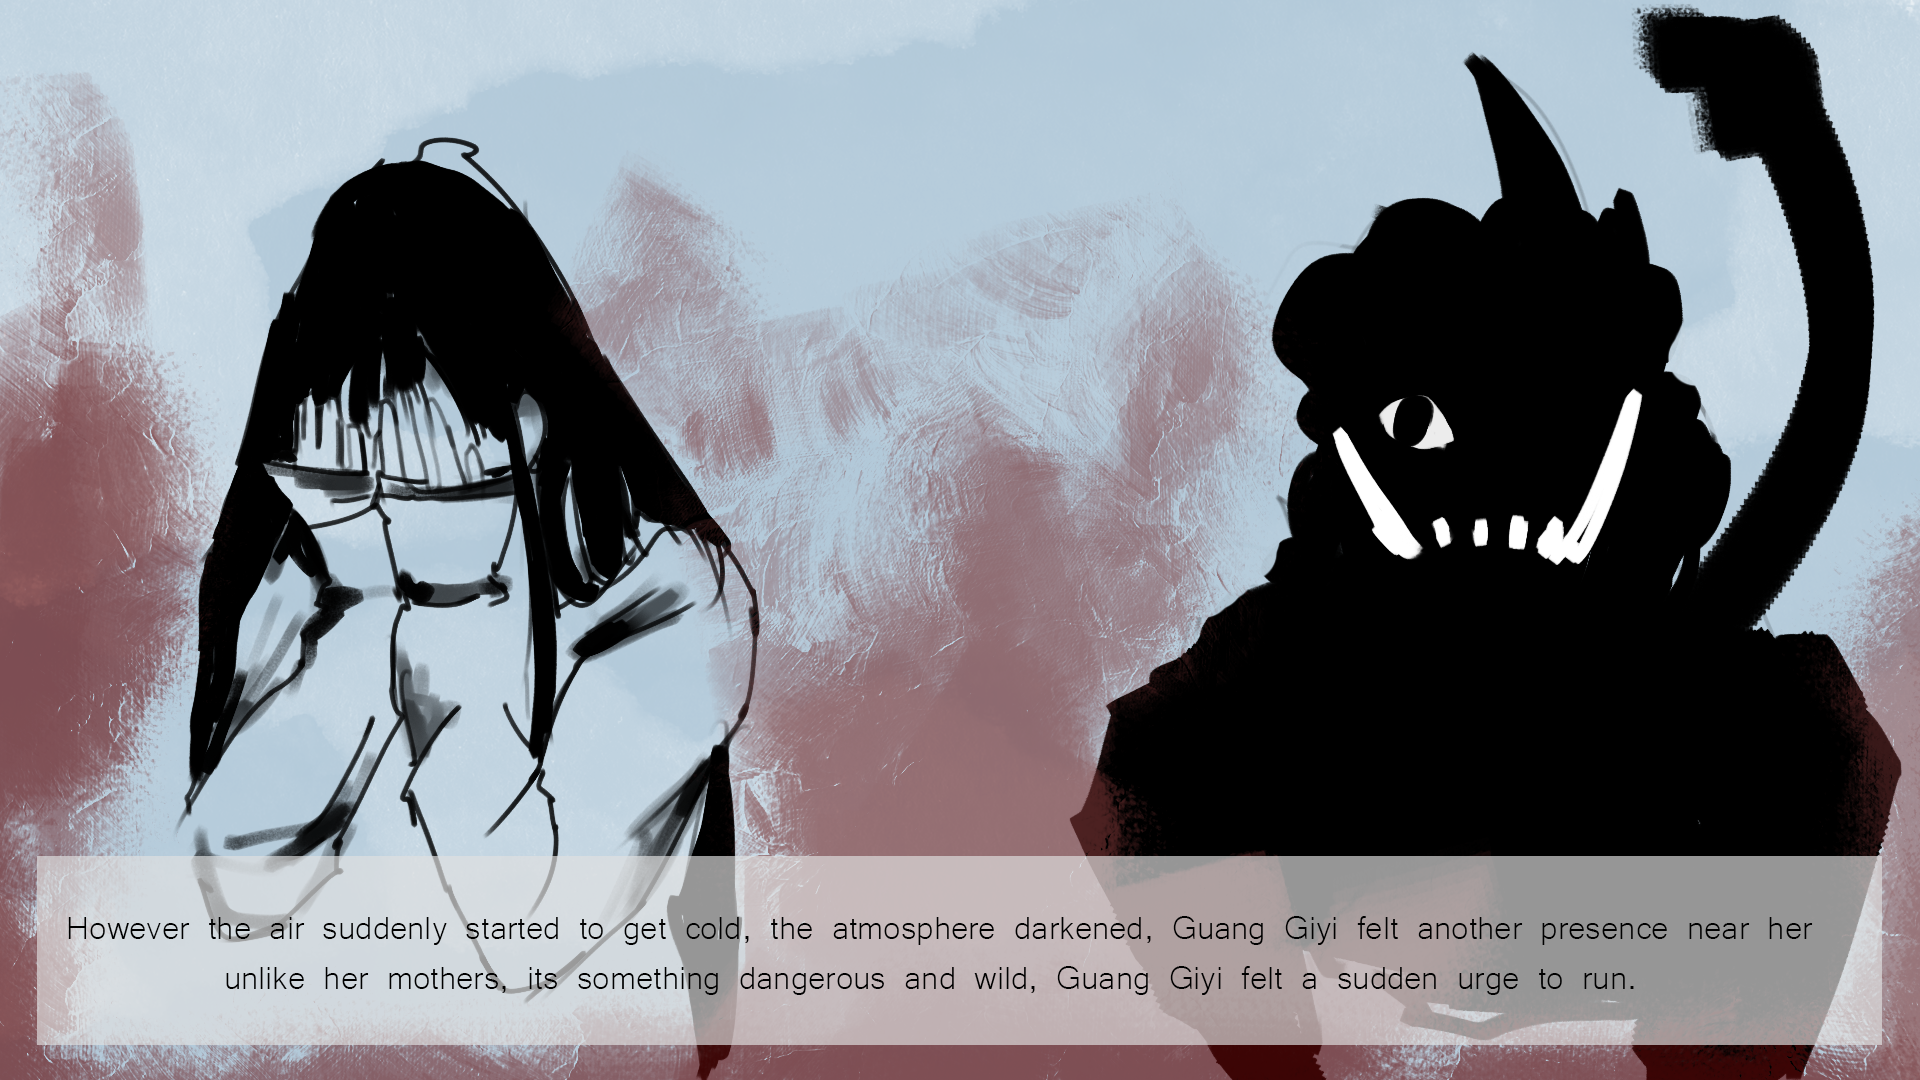 However the air suddenly started to get cold, the atmosphere darkened, Guang Giyi felt another presence near her
unlike her mothers, its something dangerous and wild, Guang Giyi felt a sudden urge to run.